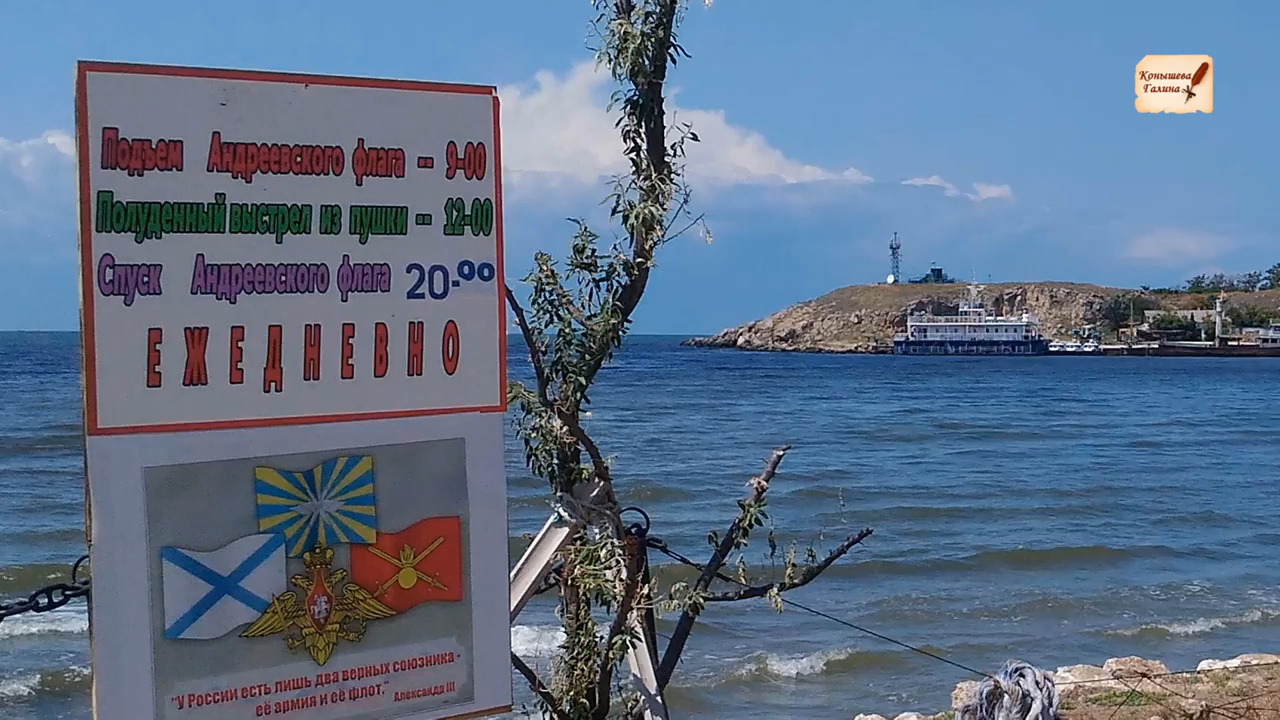 Подъем Андреевского флага -- 9-00
Полуденный выстрел из пушки -- 12-00
Спуск Андреевского флага 20-00
ЕЖЕДНЕВНО
"У России есть лишь два верных союзника -
её армия и её флот." Александр III
Конышева
Галина